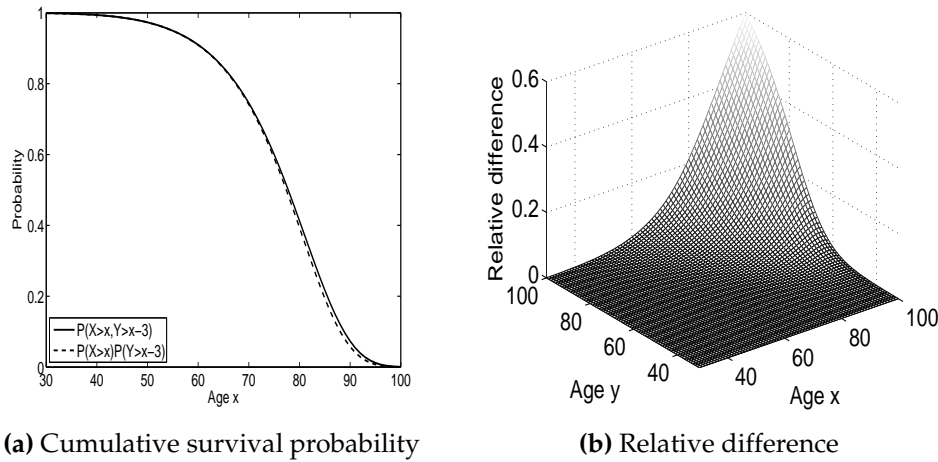 1
0.8
0.6
0.4
0.2
0
Probability
P(X>x,Y>x−3)
P(X>x)P(Y>x−3)
30 40 50 60 70 80 90 100
Age x
(a) Cumulative survival probability
0.6
0.4
0.2
0
Relative difference
100
80
60
40
Age y
40
60
80
100
Age x
(b) Relative difference